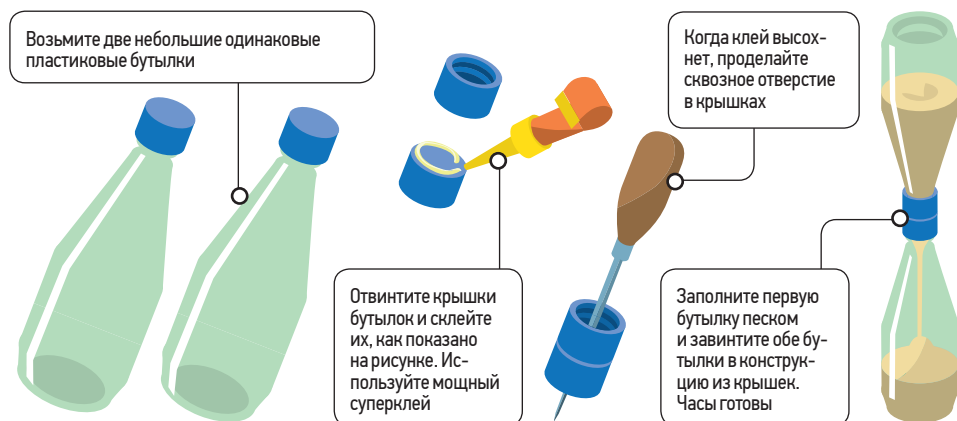 Возьмите две небольшие одинаковые
пластиковые бутылки
Отвинтите крышки
бутылок и склейте
их, как показано
на рисунке. Ис-
пользуйте мощный
суперклей
Когда клей высох-
нет, проделайте
сквозное отверстие
в крышках
Заполните первую
бутылку песком
и завинтите обе бу-
тылки в конструк-
цию из крышек.
Часы готовы